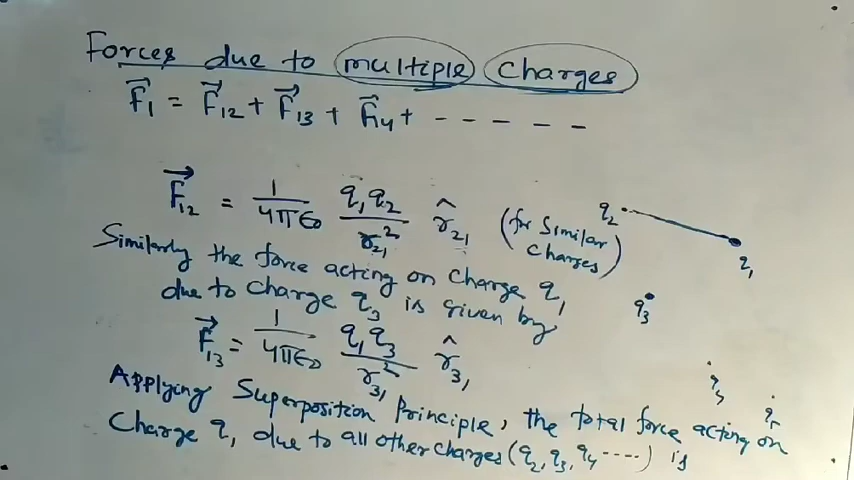 Forces due to multiple charges
F⃗₁ = F⃗₁₂ + F⃗₁₃ + F⃗₁₄ + - - - - - -
F⃗₁₂ = 1/4πε₀ q₁q₂/r₂₁² r̂₂₁ (for Similar Charges)
q₂
q₁
Similarly the force acting on charge q₁
due to charge q₃ is given by
q₃
F⃗₁₃ = 1/4πε₀ q₁q₃/r₃₁² r̂₃₁
Applying Superposition Principle, the total force acting on
Charge q₁ due to all other charges (q₂, q₃, q₄ ----) is